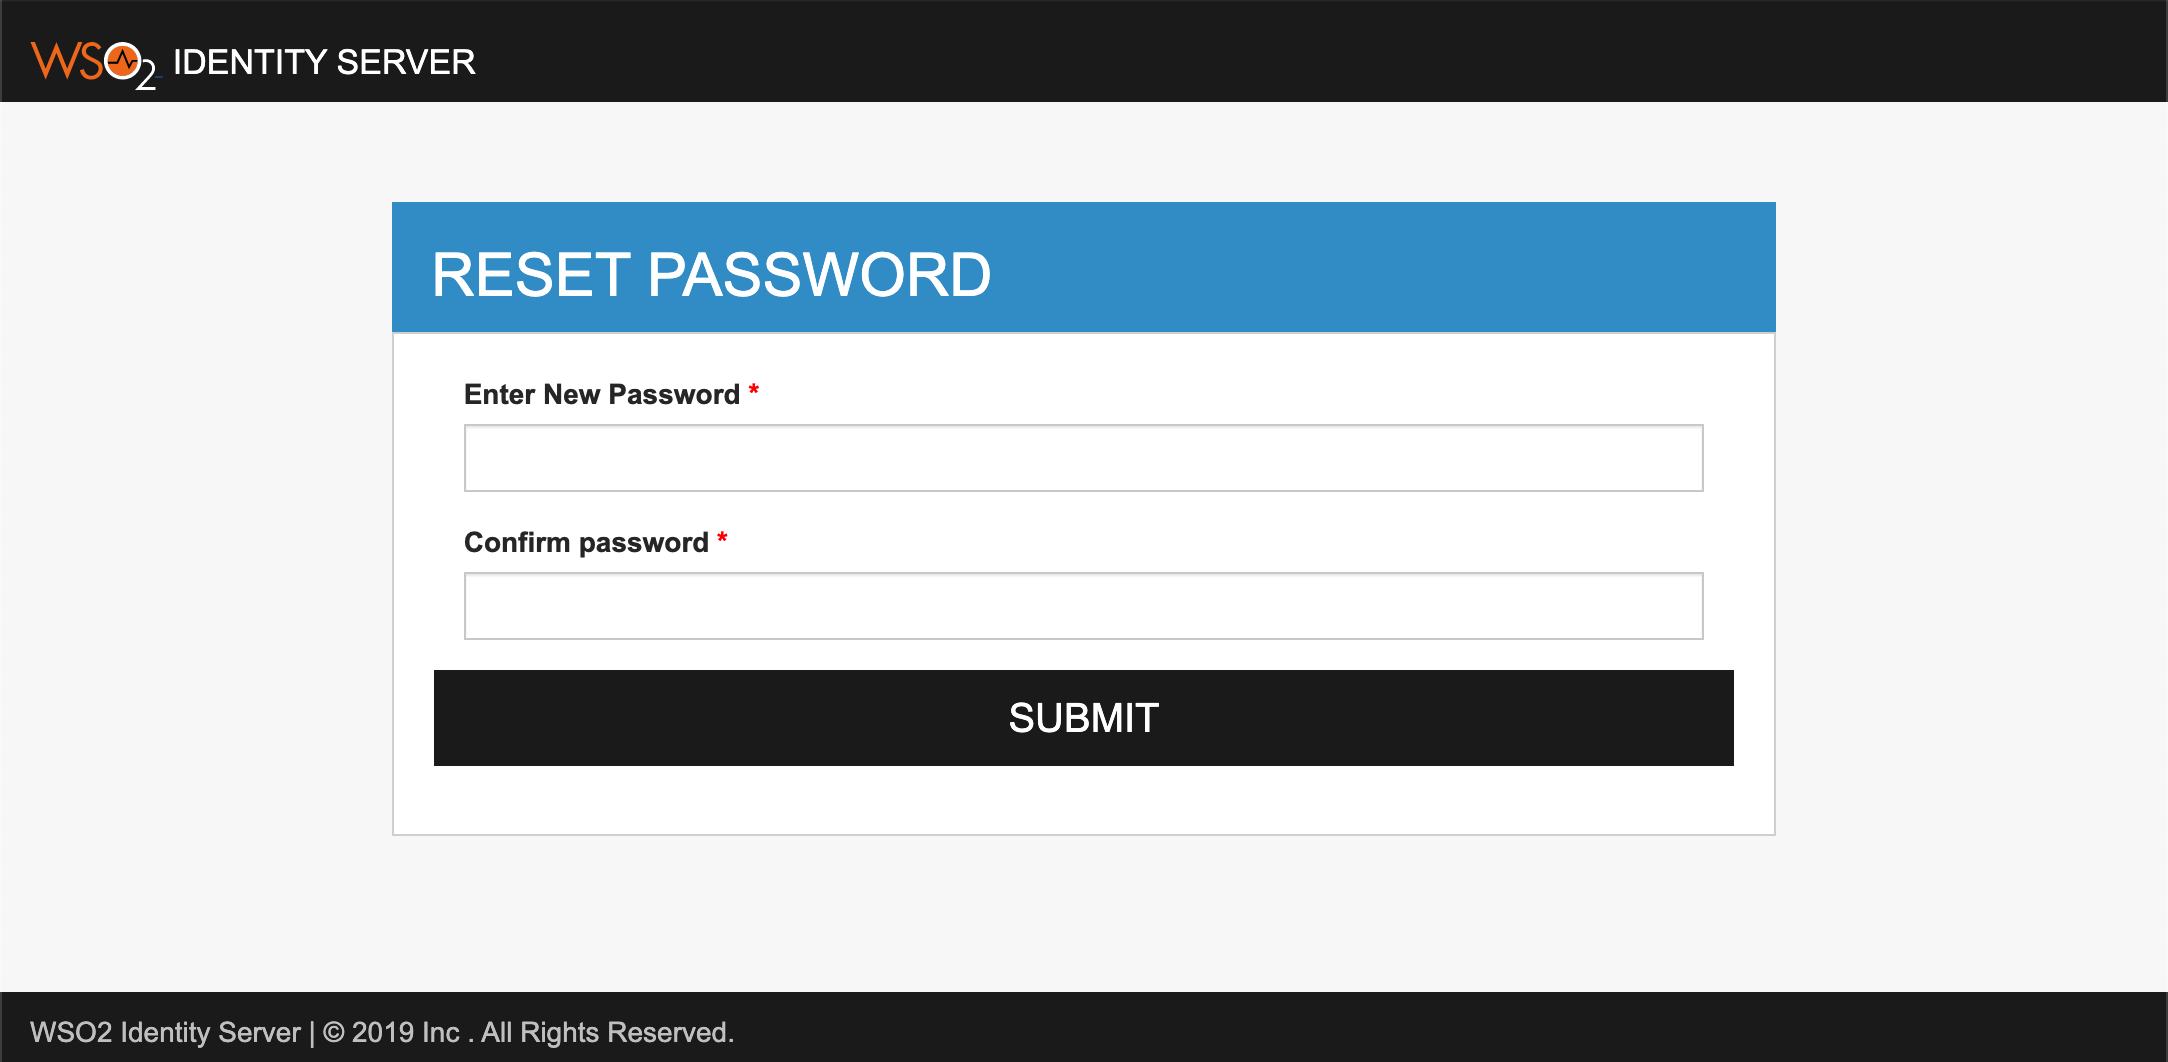 WSO2 IDENTITY SERVER
RESET PASSWORD
Enter New Password *
Confirm password *
SUBMIT
WSO2 Identity Server | © 2019 Inc . All Rights Reserved.